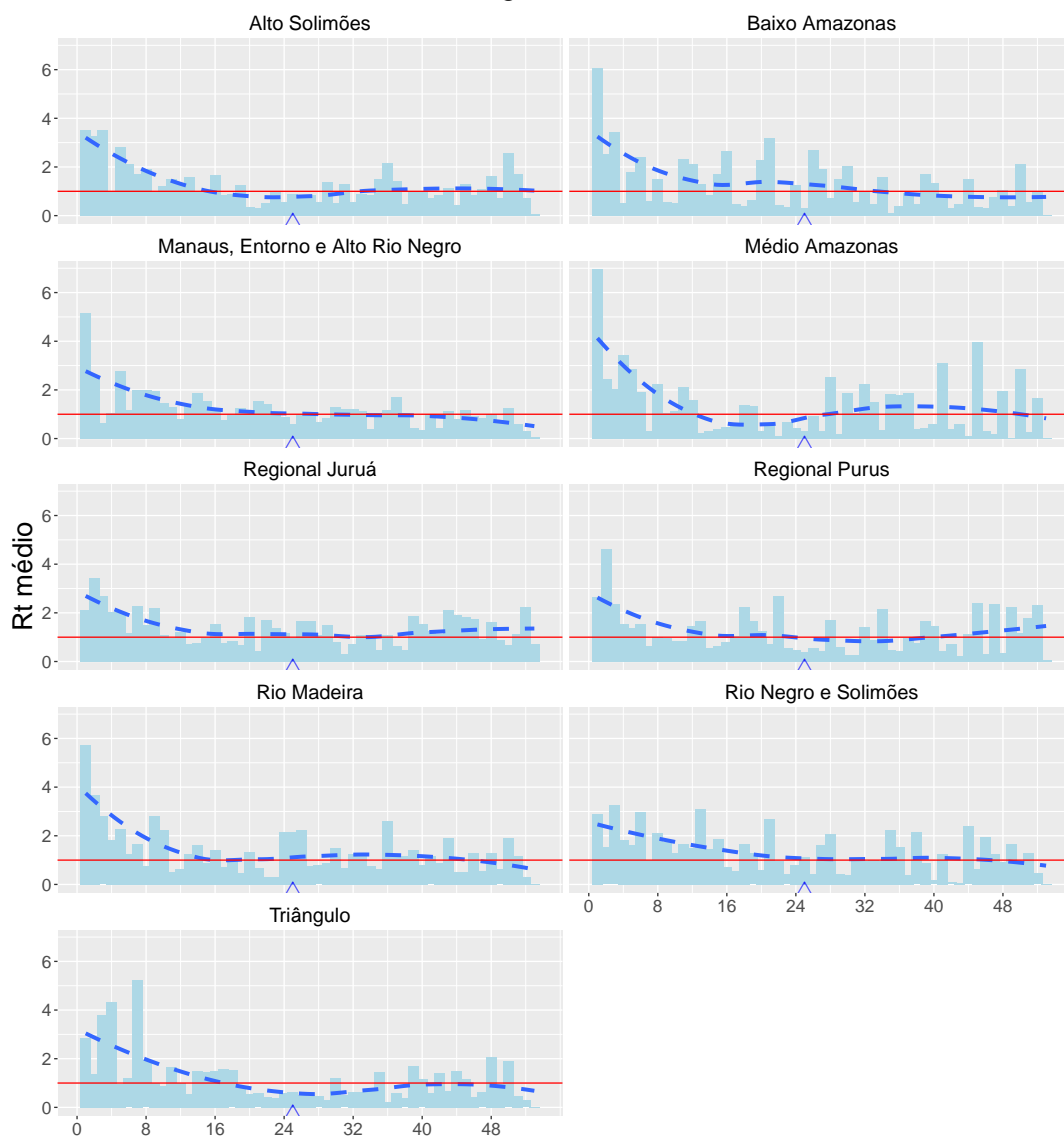 Alto Solimões
Baixo Amazonas
6
4
2
0
Manaus, Entorno e Alto Rio Negro
Médio Amazonas
6
4
2
0
Regional Juruá
Regional Purus
6
4
2
0
Rt médio
Rio Madeira
Rio Negro e Solimões
6
4
2
0
0 8 16 24 32 40 48
Triângulo
6
4
2
0
0 8 16 24 32 40 48